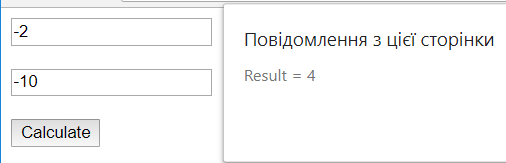 -2
Повідомлення з цієї сторінки
Result = 4
-10
Calculate